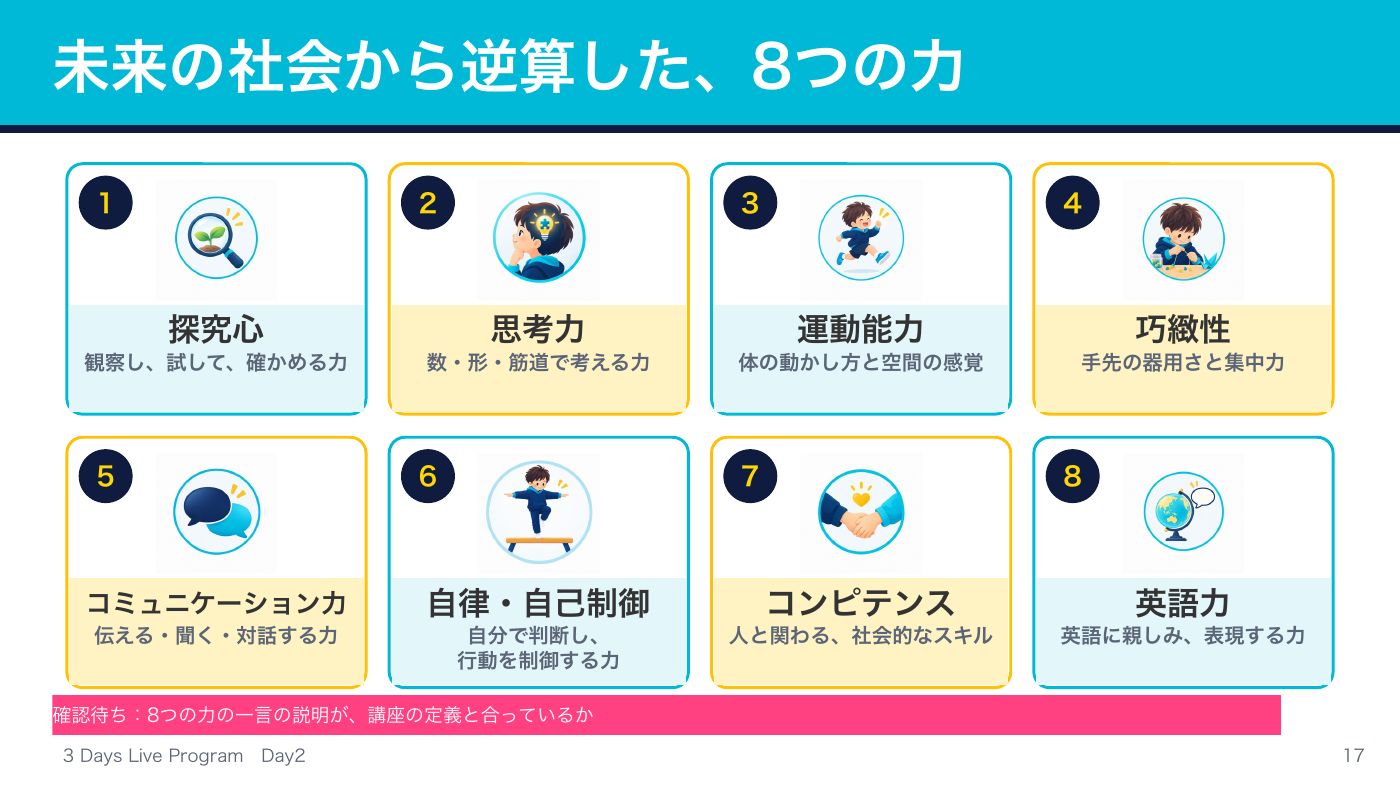 未来の社会から逆算した、8つの力
1
探究心
観察し、試して、確かめる力
2
思考力
数・形・筋道で考える力
3
運動能力
体の動かし方と空間の感覚
4
巧緻性
手先の器用さと集中力
5
コミュニケーション力
伝える・聞く・対話する力
6
自律・自己制御
自分で判断し、
行動を制御する力
7
コンピテンス
人と関わる、社会的なスキル
8
英語力
英語に親しみ、表現する力
確認待ち：8つの力の一言の説明が、講座の定義と合っているか
3 Days Live Program　Day2
17